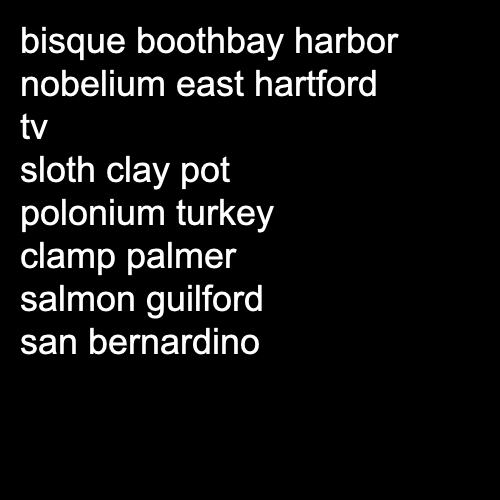 bisque boothbay harbor
nobelium east hartford
tv
sloth clay pot
polonium turkey
clamp palmer
salmon guilford
san bernardino